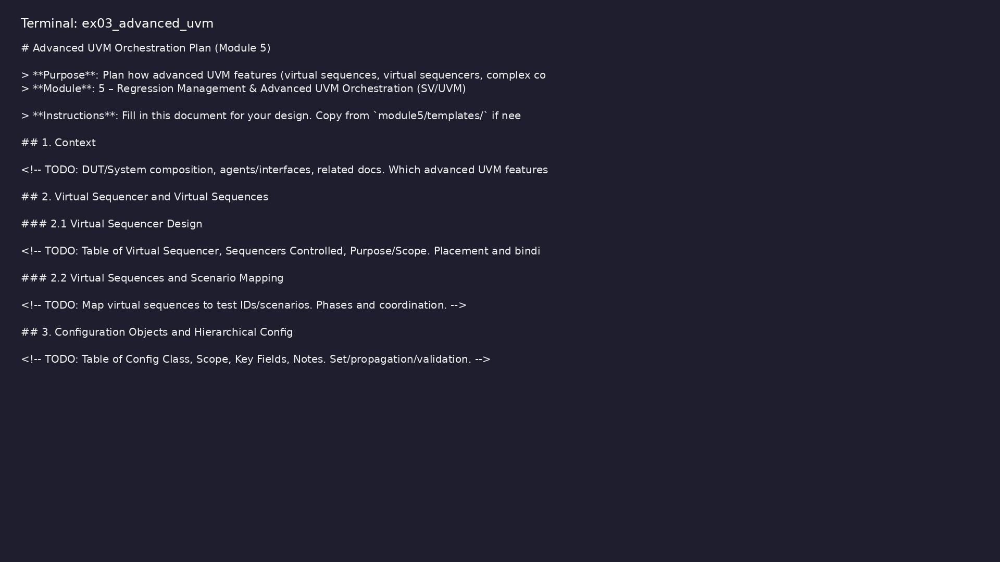 Terminal: ex03_advanced_uvm
# Advanced UVM Orchestration Plan (Module 5)
> **Purpose**: Plan how advanced UVM features (virtual sequences, virtual sequencers, complex co
> **Module**: 5 – Regression Management & Advanced UVM Orchestration (SV/UVM)
> **Instructions**: Fill in this document for your design. Copy from `module5/templates/` if nee
## 1. Context
<!-- TODO: DUT/System composition, agents/interfaces, related docs. Which advanced UVM features
## 2. Virtual Sequencer and Virtual Sequences
### 2.1 Virtual Sequencer Design
<!-- TODO: Table of Virtual Sequencer, Sequencers Controlled, Purpose/Scope. Placement and bindi
### 2.2 Virtual Sequences and Scenario Mapping
<!-- TODO: Map virtual sequences to test IDs/scenarios. Phases and coordination. -->
## 3. Configuration Objects and Hierarchical Config
<!-- TODO: Table of Config Class, Scope, Key Fields, Notes. Set/propagation/validation. -->